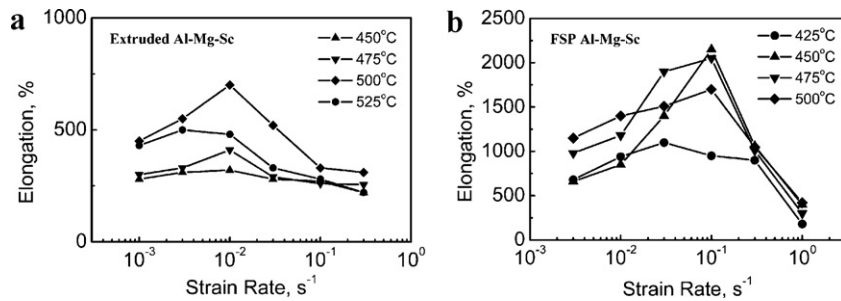 a
Extruded Al-Mg-Sc
450°C
475°C
500°C
525°C
1000
500
0
Elongation, %
10⁻³ 10⁻² 10⁻¹ 10⁰
Strain Rate, s⁻¹
b
FSP Al-Mg-Sc
425°C
450°C
475°C
500°C
2500
2000
1500
1000
500
0
Elongation, %
10⁻³ 10⁻² 10⁻¹ 10⁰
Strain Rate, s⁻¹